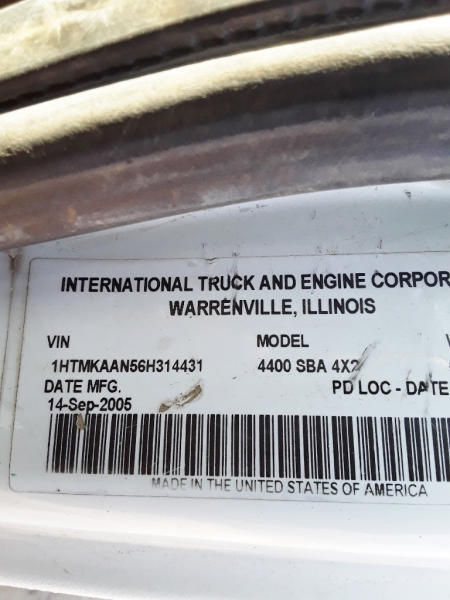 INTERNATIONAL TRUCK AND ENGINE CORPOR
WARRENVILLE, ILLINOIS
VIN MODEL V
1HTMKAAN56H314431 4400 SBA 4X2
DATE MFG. PD LOC - DATE
14-Sep-2005
MADE IN THE UNITED STATES OF AMERICA